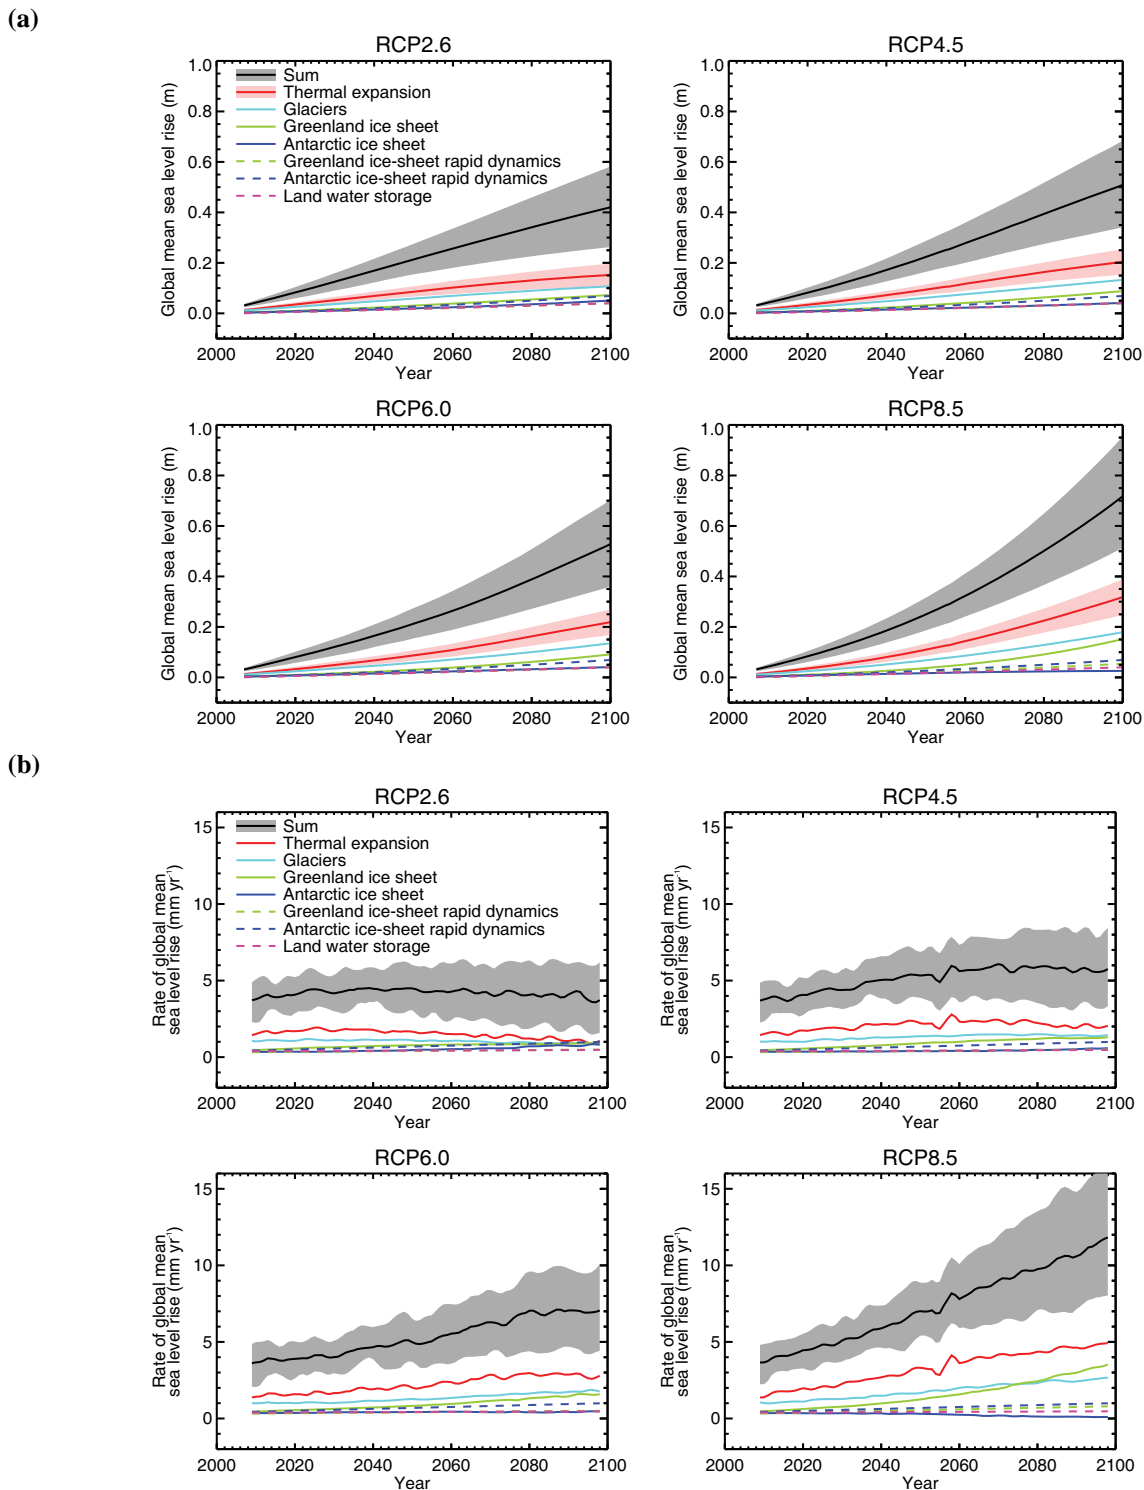 (a)
RCP2.6
RCP4.5
Global mean sea level rise (m)
1.0
0.8
0.6
0.4
0.2
0.0
Sum
Thermal expansion
Glaciers
Greenland ice sheet
Antarctic ice sheet
Greenland ice-sheet rapid dynamics
Antarctic ice-sheet rapid dynamics
Land water storage
2000 2020 2040 2060 2080 2100
Year
Global mean sea level rise (m)
1.0
0.8
0.6
0.4
0.2
0.0
2000 2020 2040 2060 2080 2100
Year
RCP6.0
RCP8.5
Global mean sea level rise (m)
1.0
0.8
0.6
0.4
0.2
0.0
2000 2020 2040 2060 2080 2100
Year
Global mean sea level rise (m)
1.0
0.8
0.6
0.4
0.2
0.0
2000 2020 2040 2060 2080 2100
Year
(b)
RCP2.6
RCP4.5
Rate of global mean
sea level rise (mm yr⁻¹)
15
10
5
0
Sum
Thermal expansion
Glaciers
Greenland ice sheet
Antarctic ice sheet
Greenland ice-sheet rapid dynamics
Antarctic ice-sheet rapid dynamics
Land water storage
2000 2020 2040 2060 2080 2100
Year
Rate of global mean
sea level rise (mm yr⁻¹)
15
10
5
0
2000 2020 2040 2060 2080 2100
Year
RCP6.0
RCP8.5
Rate of global mean
sea level rise (mm yr⁻¹)
15
10
5
0
2000 2020 2040 2060 2080 2100
Year
Rate of global mean
sea level rise (mm yr⁻¹)
15
10
5
0
2000 2020 2040 2060 2080 2100
Year